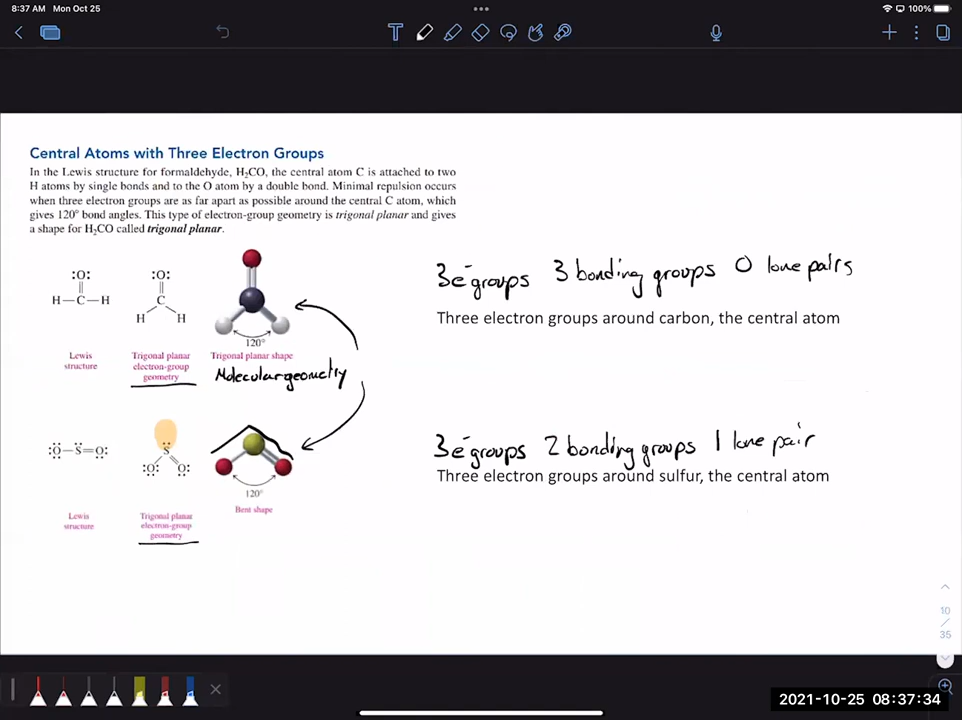 8:37 AM Mon Oct 25
100%
T
Central Atoms with Three Electron Groups
In the Lewis structure for formaldehyde, H₂CO, the central atom C is attached to two
H atoms by single bonds and to the O atom by a double bond. Minimal repulsion occurs
when three electron groups are as far apart as possible around the central C atom, which
gives 120° bond angles. This type of electron-group geometry is trigonal planar and gives
a shape for H₂CO called trigonal planar.
:O: :O:
H—C—H C
H H
120°
Lewis structure
Trigonal planar electron-group geometry
Trigonal planar shape
Molecular geometry
3e⁻ groups 3 bonding groups 0 lone pairs
Three electron groups around carbon, the central atom
:Ö—S̈=O: S̈
:O: O:
120°
Lewis structure
Trigonal planar electron-group geometry
Bent shape
3e⁻ groups 2 bonding groups 1 lone pair
Three electron groups around sulfur, the central atom
10
/
35
2021-10-25 08:37:34